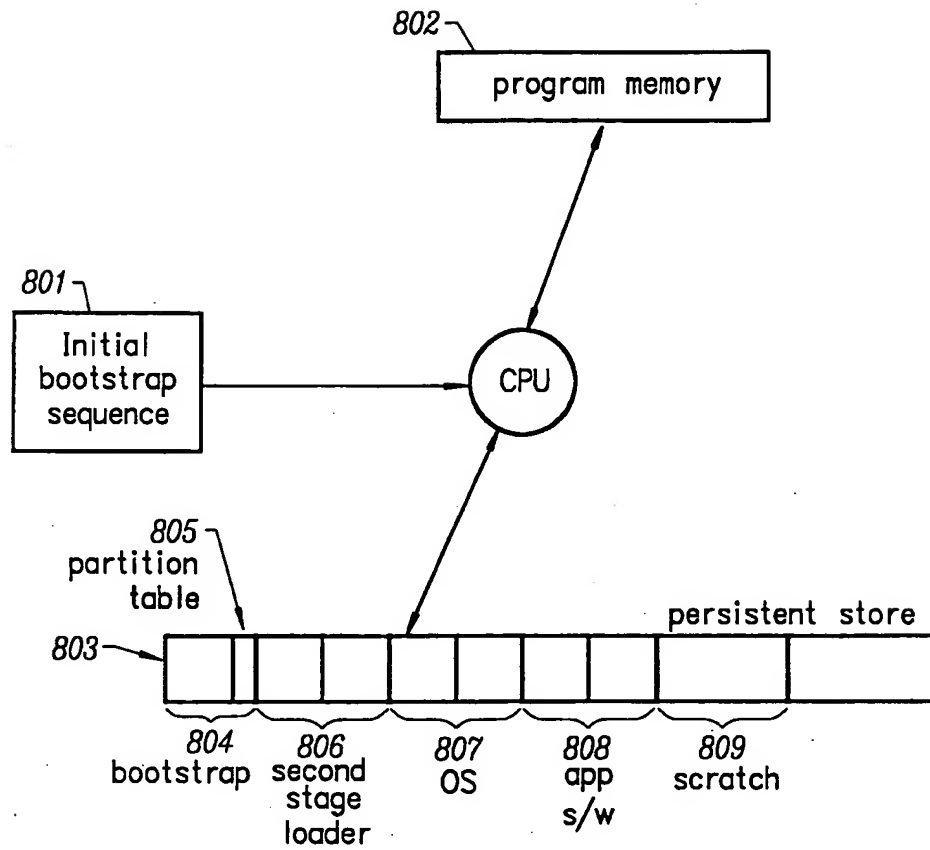 802
program memory
801
Initial
bootstrap
sequence
CPU
805
partition
table
persistent store
803
804
bootstrap
806
second
stage
loader
807
OS
808
app
s/w
809
scratch